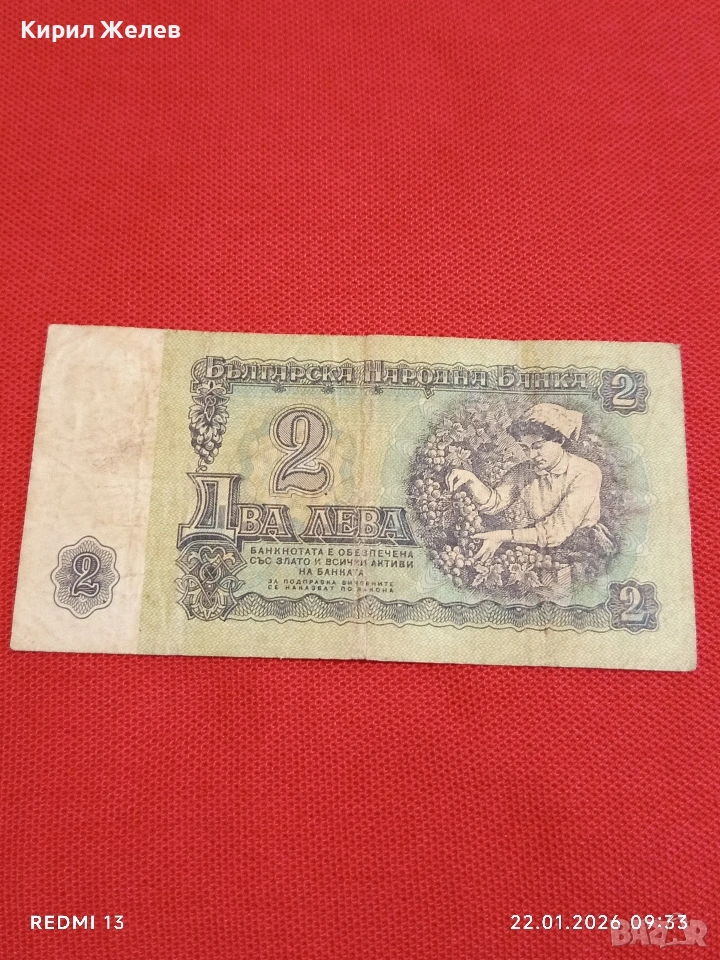 Кирил Желев
Българска Народна Банка
2
2
Два лева
БАНКНОТАТА Е ОБЕЗПЕЧЕНА
СЪС ЗЛАТО И ВСИЧКИ АКТИВИ
НА БАНКАТА
ЗА ПОДПРАВКА ВИНОВНИТЕ
СЕ НАКАЗВАТ ПО ЗАКОНА
2
2
REDMI 13
22.01.2026 09:33
BAZAR